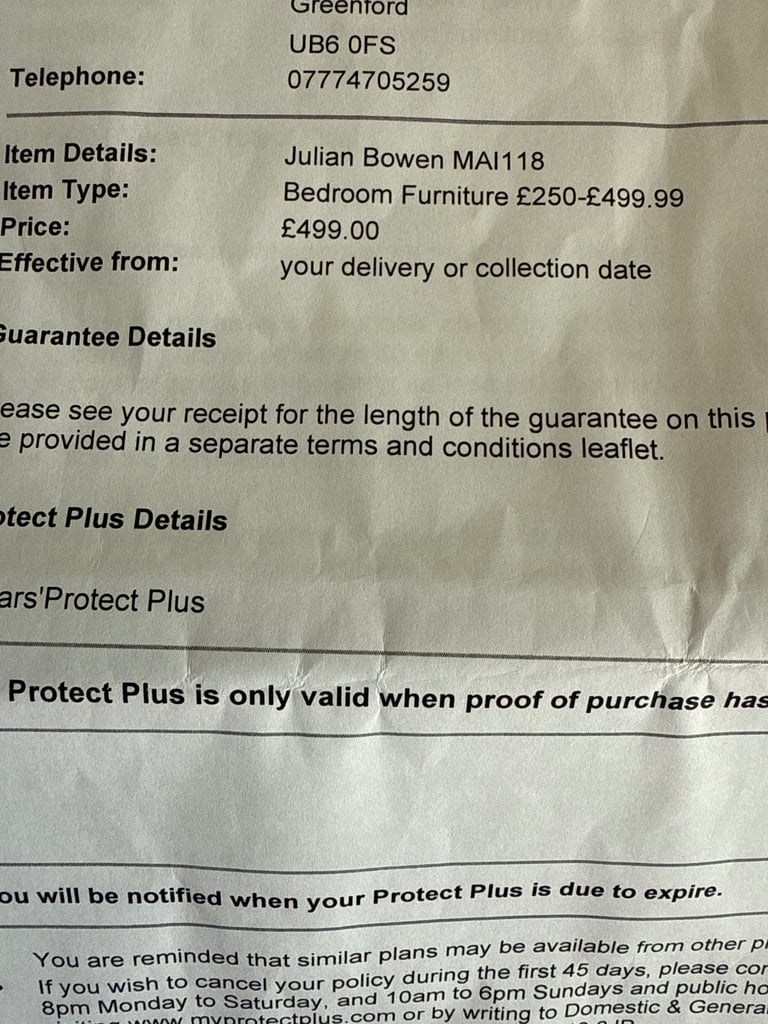 Greenford
UB6 0FS
Telephone: 07774705259
Item Details: Julian Bowen MAI118
Item Type: Bedroom Furniture £250-£499.99
Price: £499.00
Effective from: your delivery or collection date
Guarantee Details
ease see your receipt for the length of the guarantee on this
e provided in a separate terms and conditions leaflet.
otect Plus Details
ars'Protect Plus
Protect Plus is only valid when proof of purchase has
ou will be notified when your Protect Plus is due to expire.
You are reminded that similar plans may be available from other
If you wish to cancel your policy during the first 45 days, please con
8pm Monday to Saturday, and 10am to 6pm Sundays and public ho
www.myprotectplus.com or by writing to Domestic & General